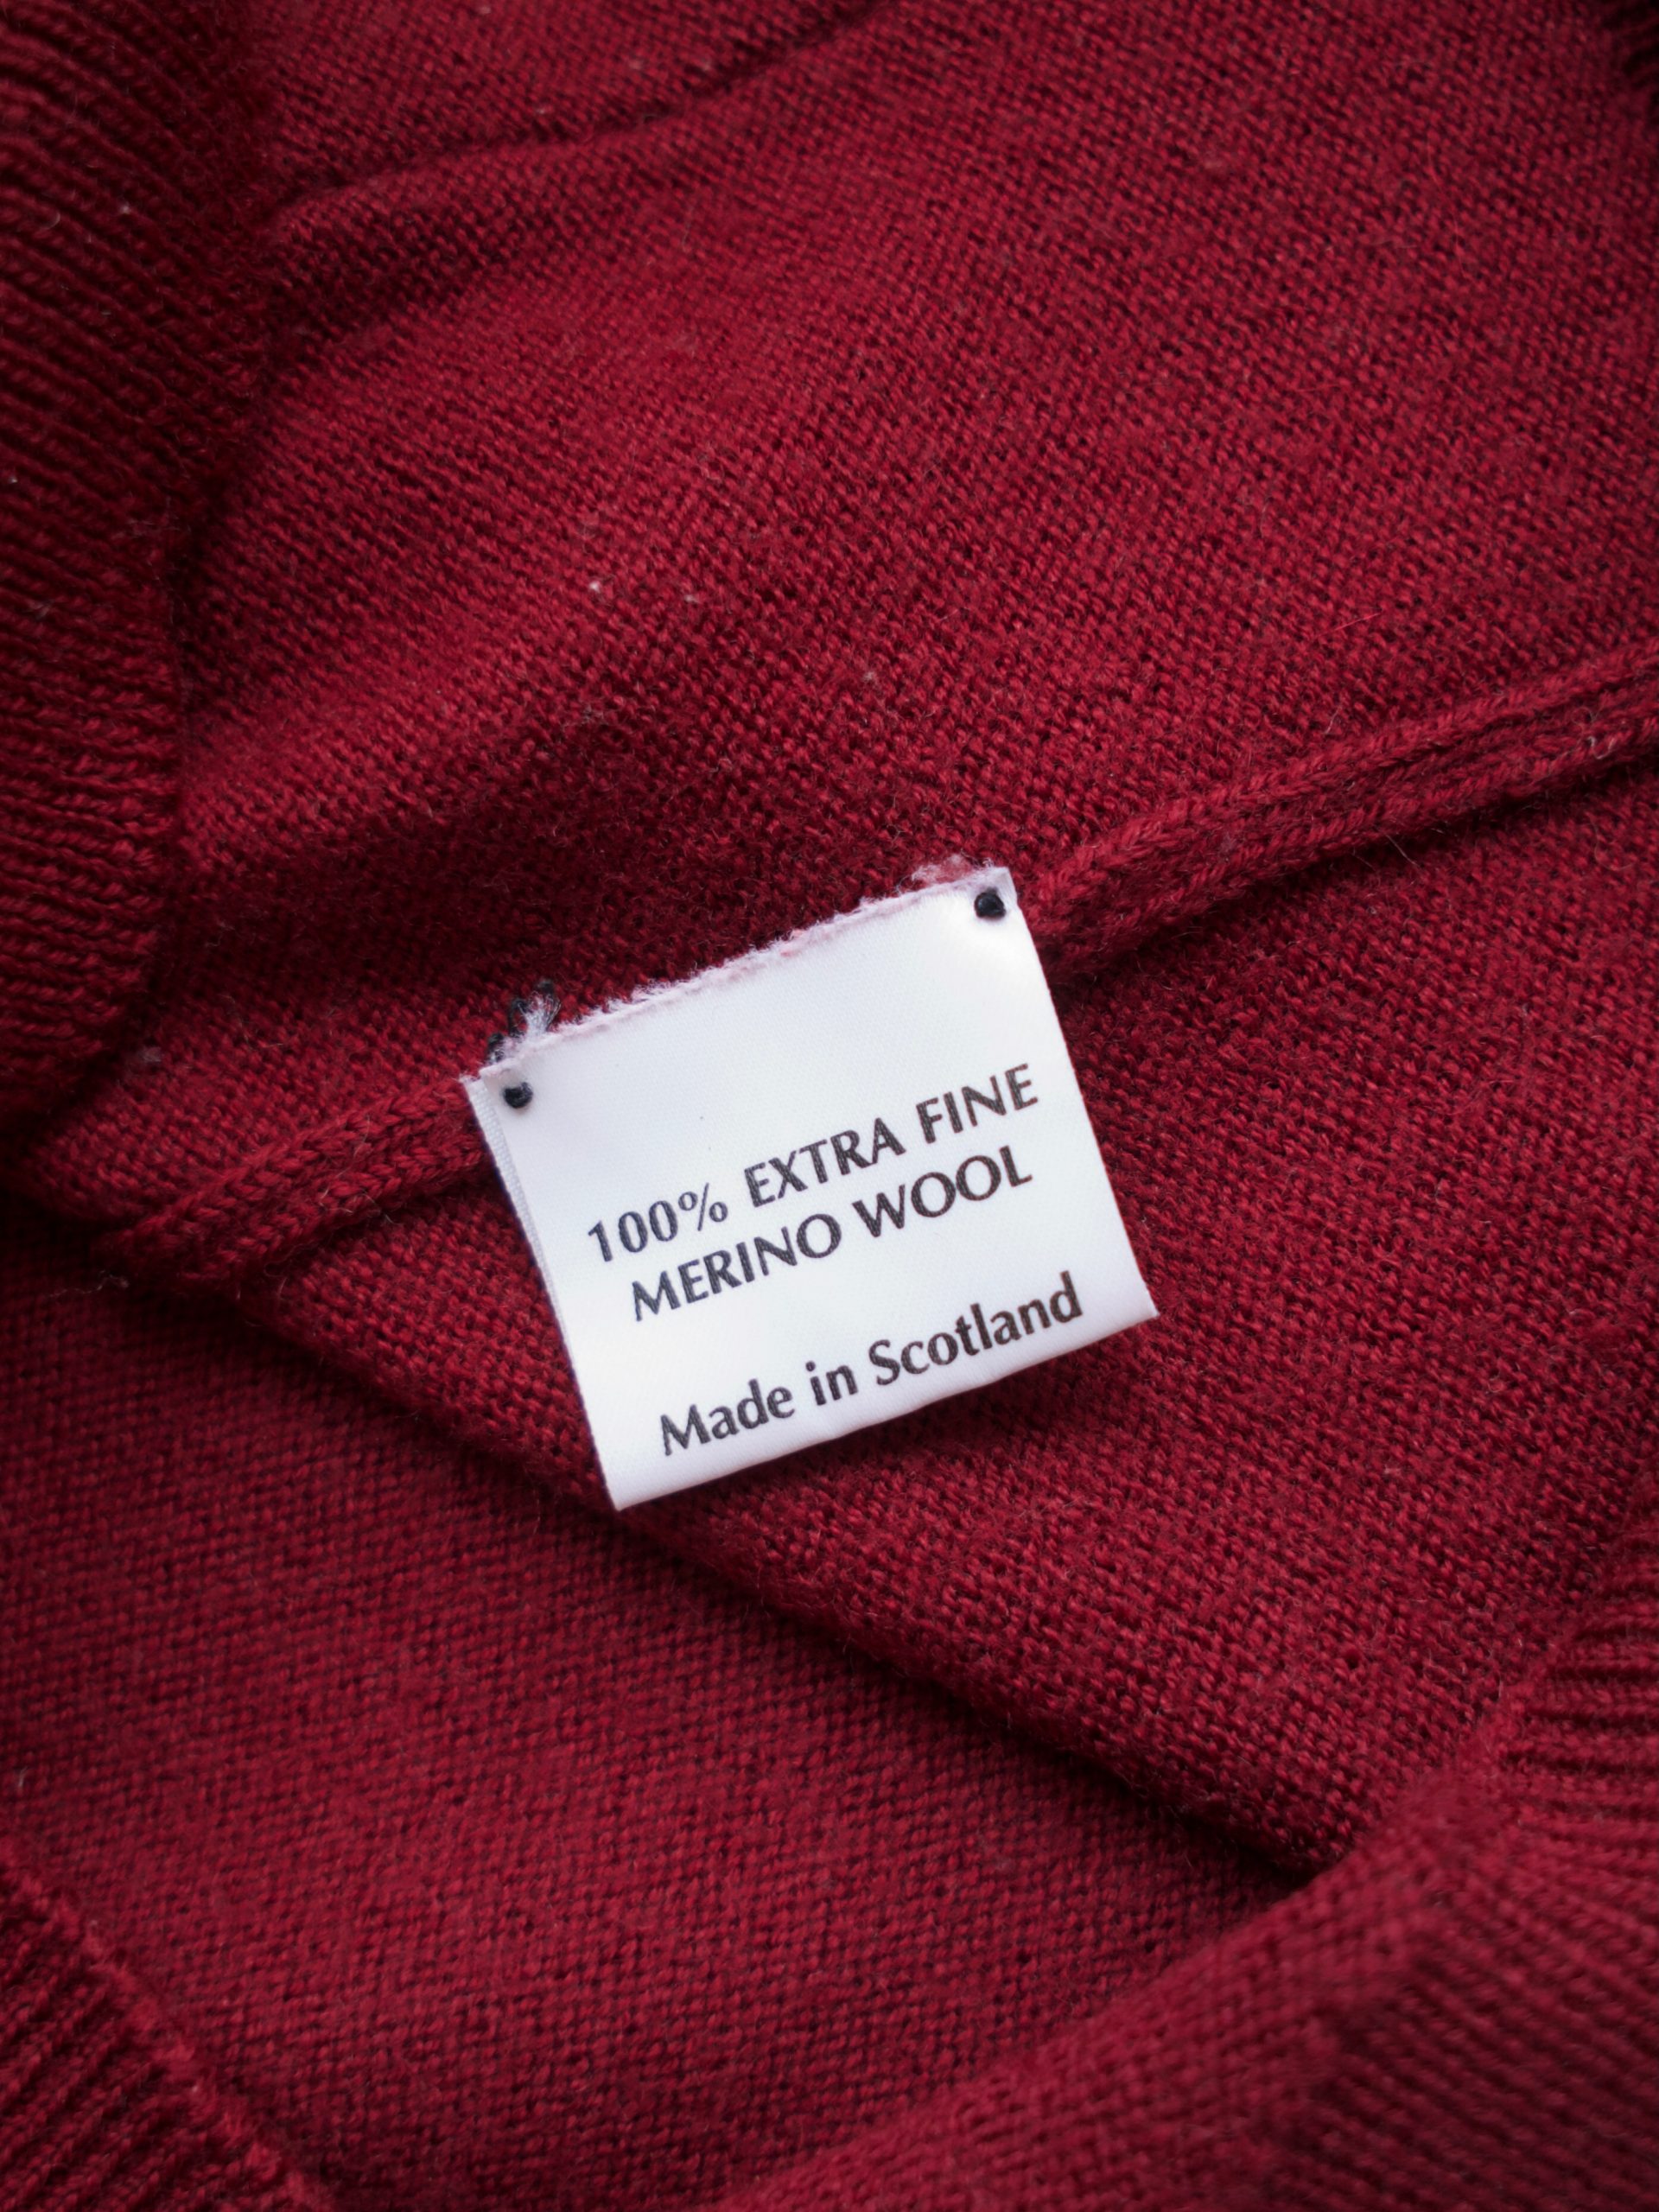 100% EXTRA FINE
MERINO WOOL
Made in Scotland